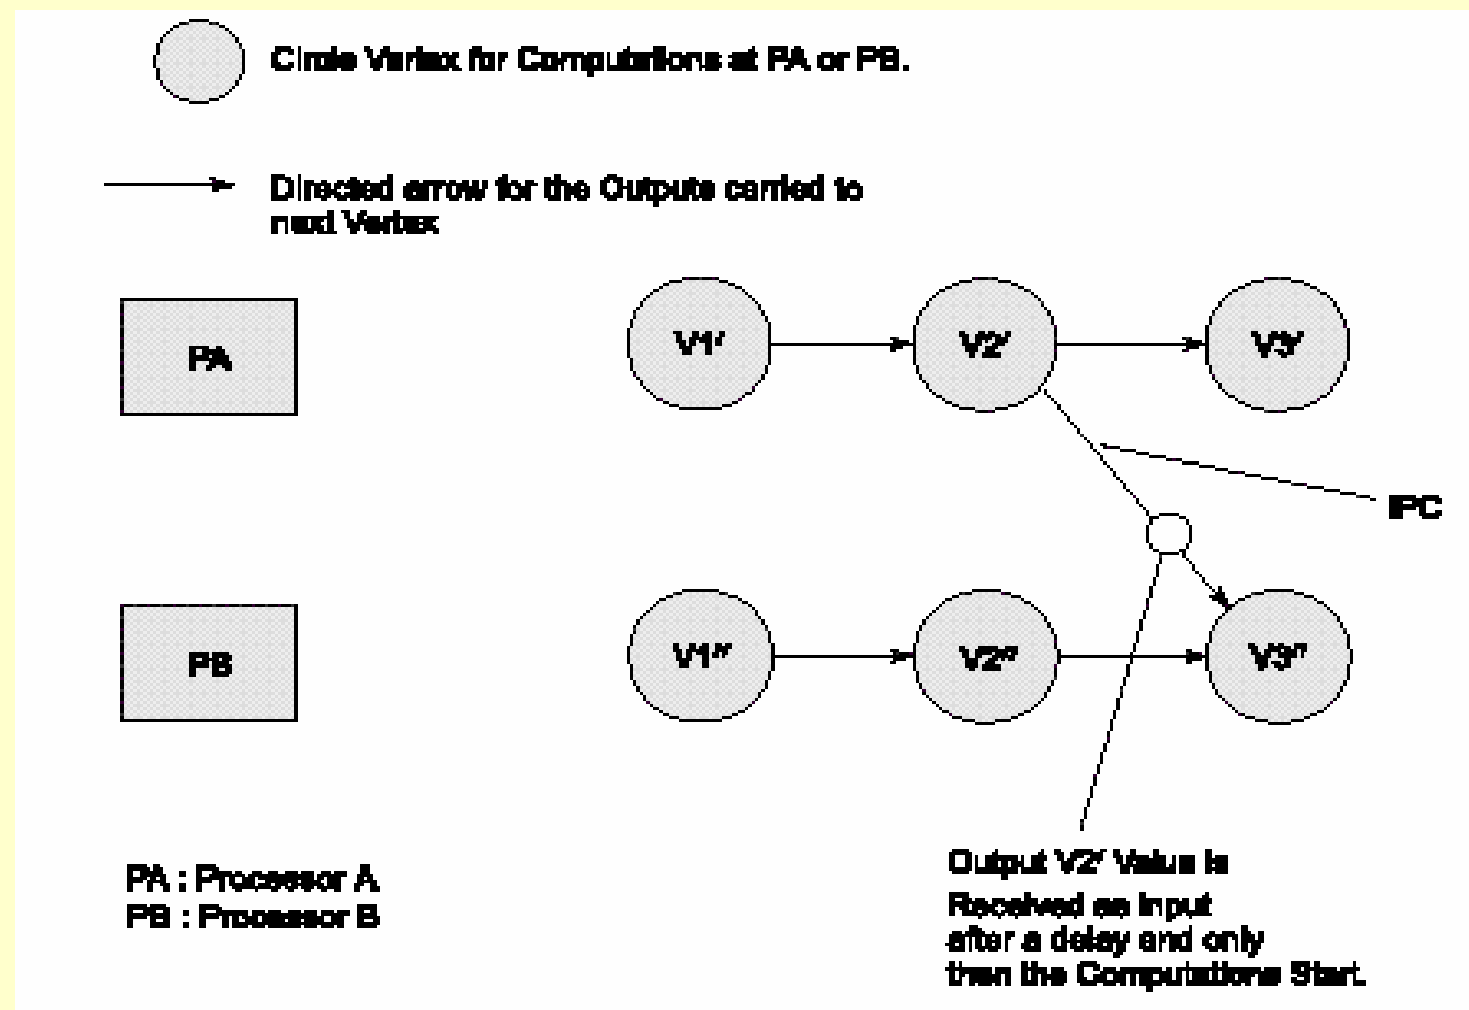 Circle Vertex for Computations at PA or PB.
Directed arrow for the Outputs carried to
next Vertex
PA
V1′
V2′
V3′
IPC
PB
V1″
V2″
V3″
PA : Processor A
PB : Processor B
Output V2′ Value is
Received as Input
after a delay and only
then the Computations Start.